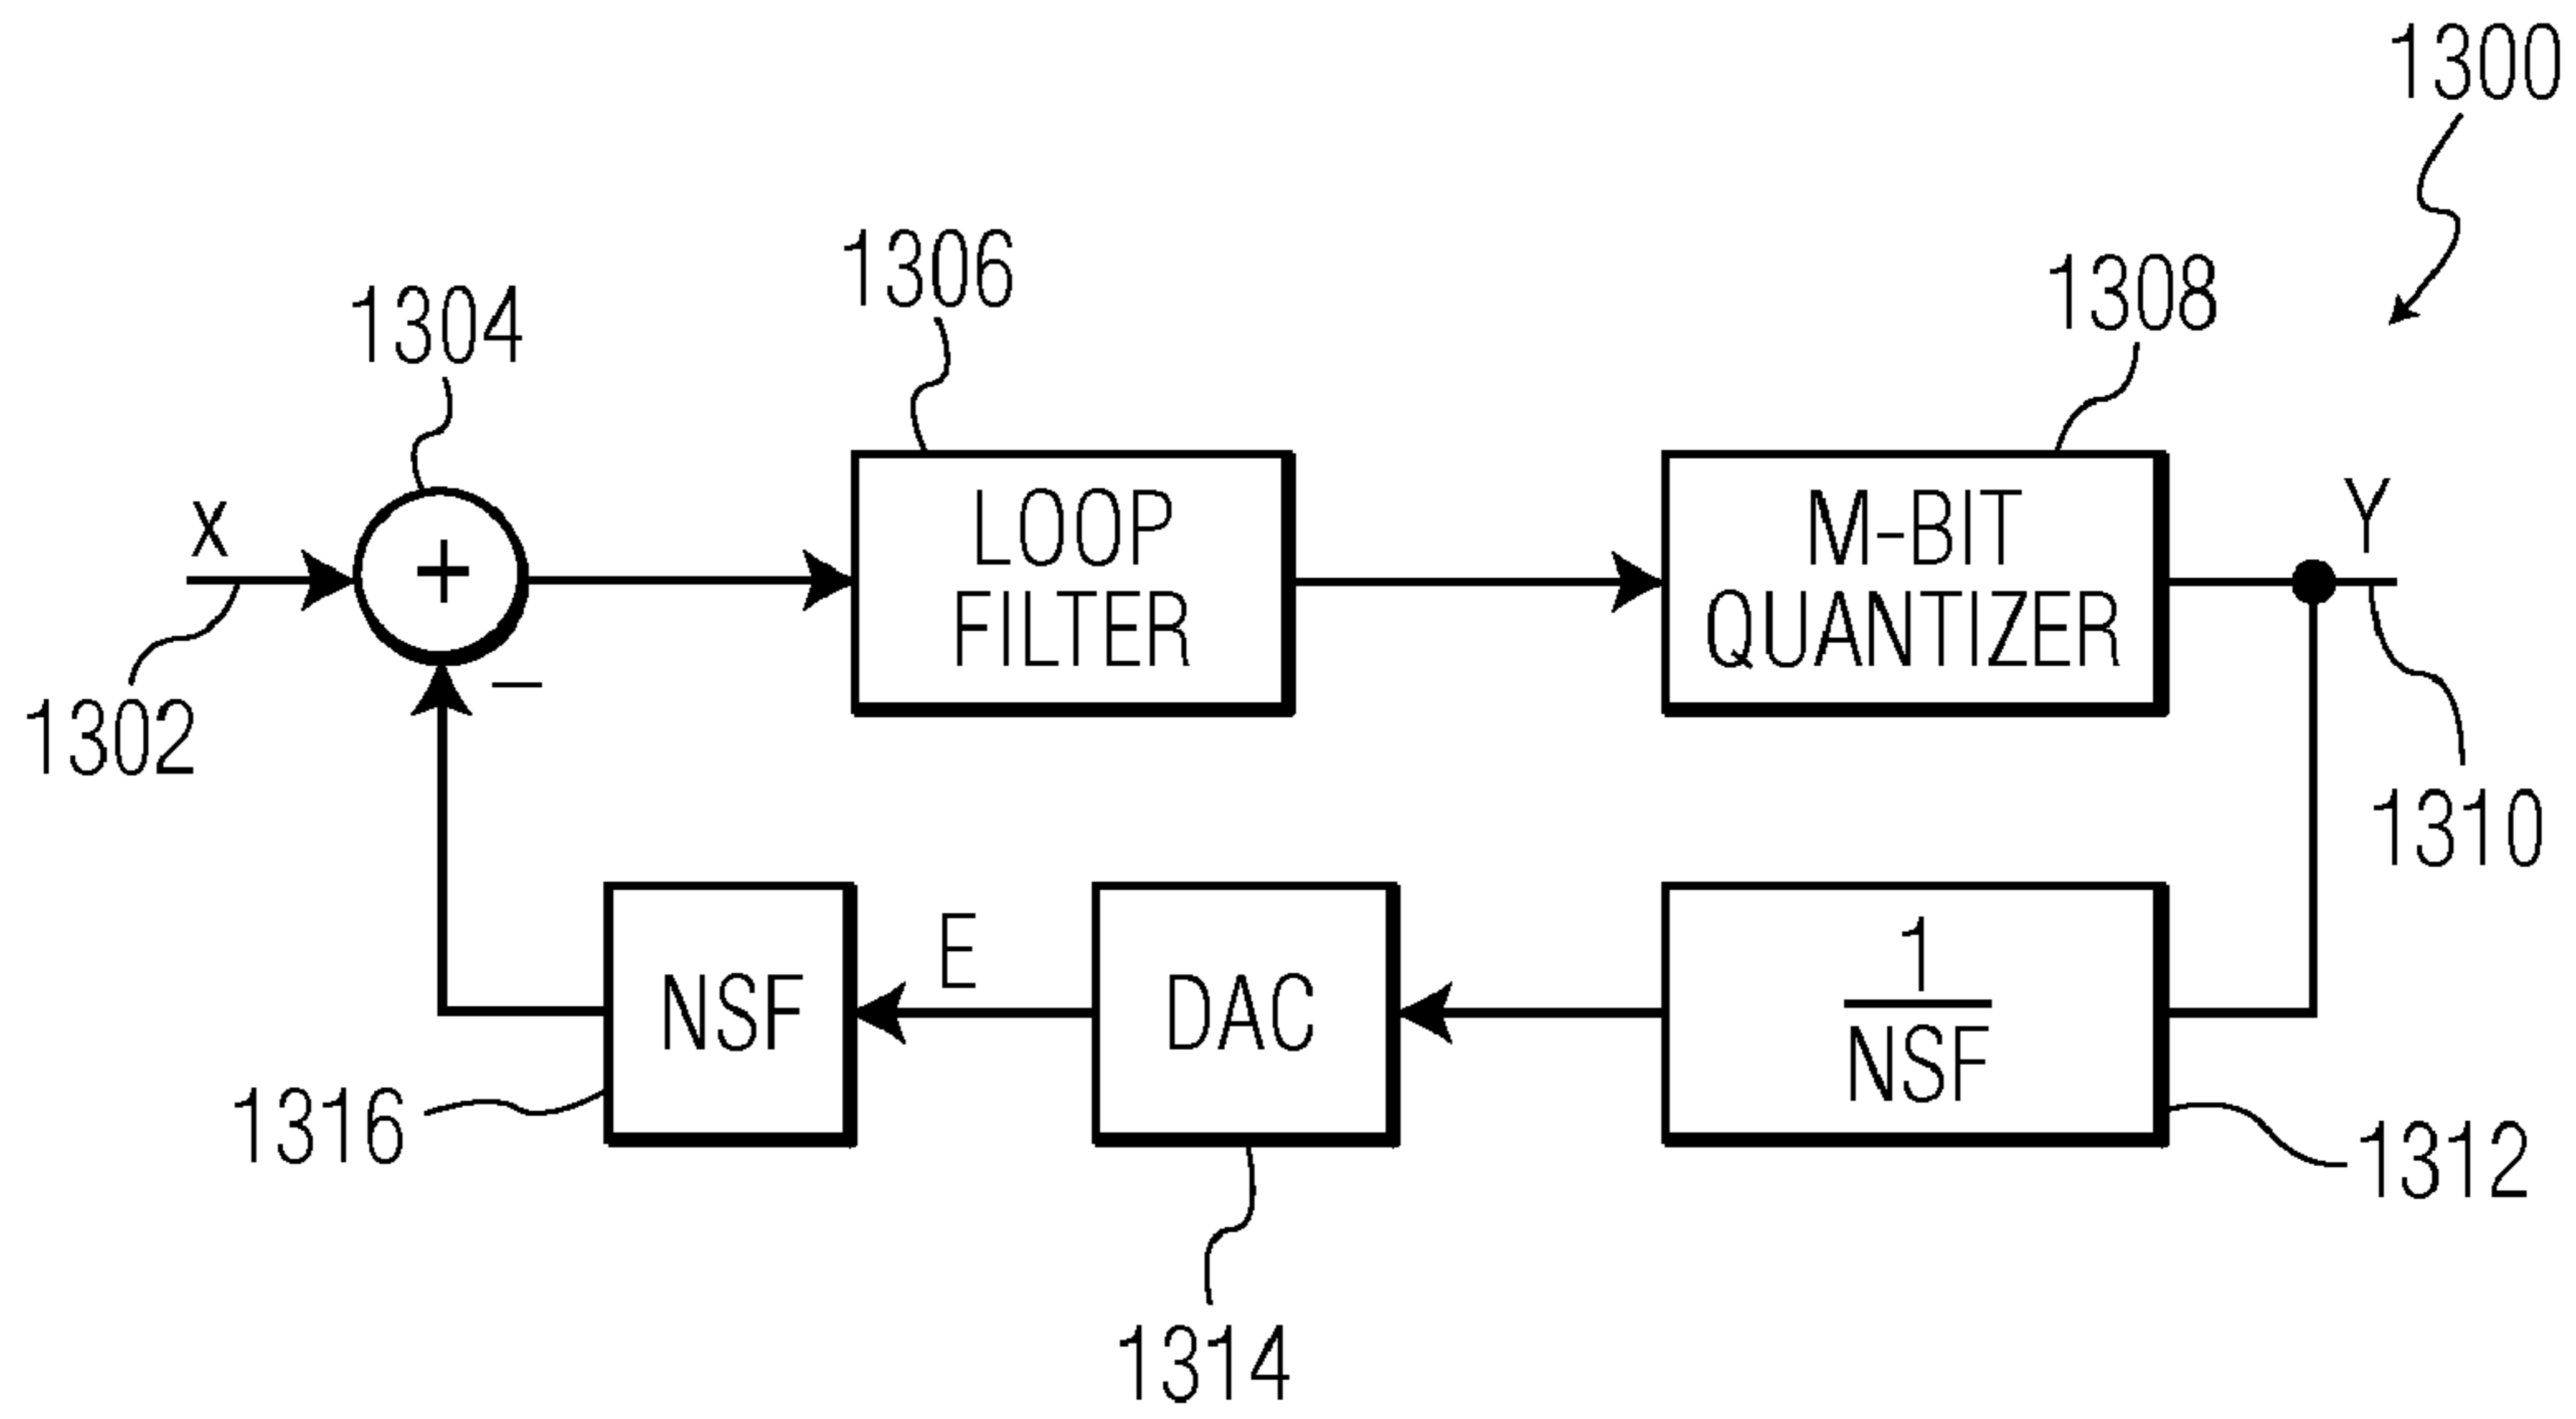 1300
1306
1308
1304
X
+
LOOP
FILTER
M-BIT
QUANTIZER
Y
–
1302
1310
NSF
E
DAC
1
NSF
1316
1312
1314